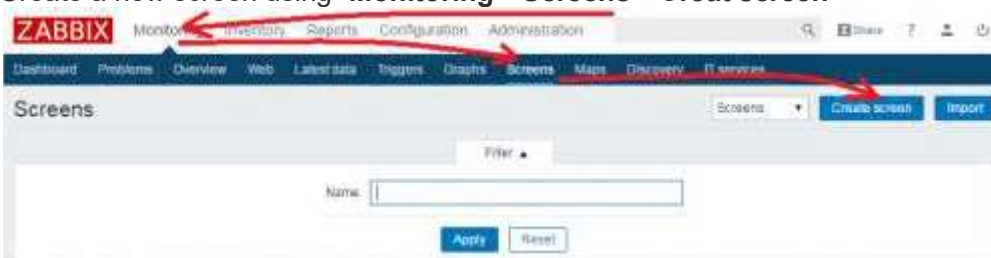 Create a new screen using "Monitoring - Screens - Creat screen"
ZABBIX Monitoring Inventory Reports Configuration Administration Share ?
Dashboard Problems Overview Web Latest data Triggers Graphs Screens Maps Discovery IT services
Screens Screens Create screen Import
Filter
Name
Apply Reset